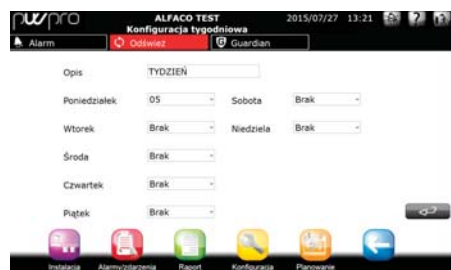 pwpro ALFACO TEST 2015/07/27 13:21
Konfiguracja tygodniowa
Alarm Odśwież Guardian
Opis TYDZIEŃ
Poniedziałek 05 Sobota Brak
Wtorek Brak Niedziela Brak
Środa Brak
Czwartek Brak
Piątek Brak
Instalacja Alarmy/zdarzenia Raport Konfiguracja Planowanie